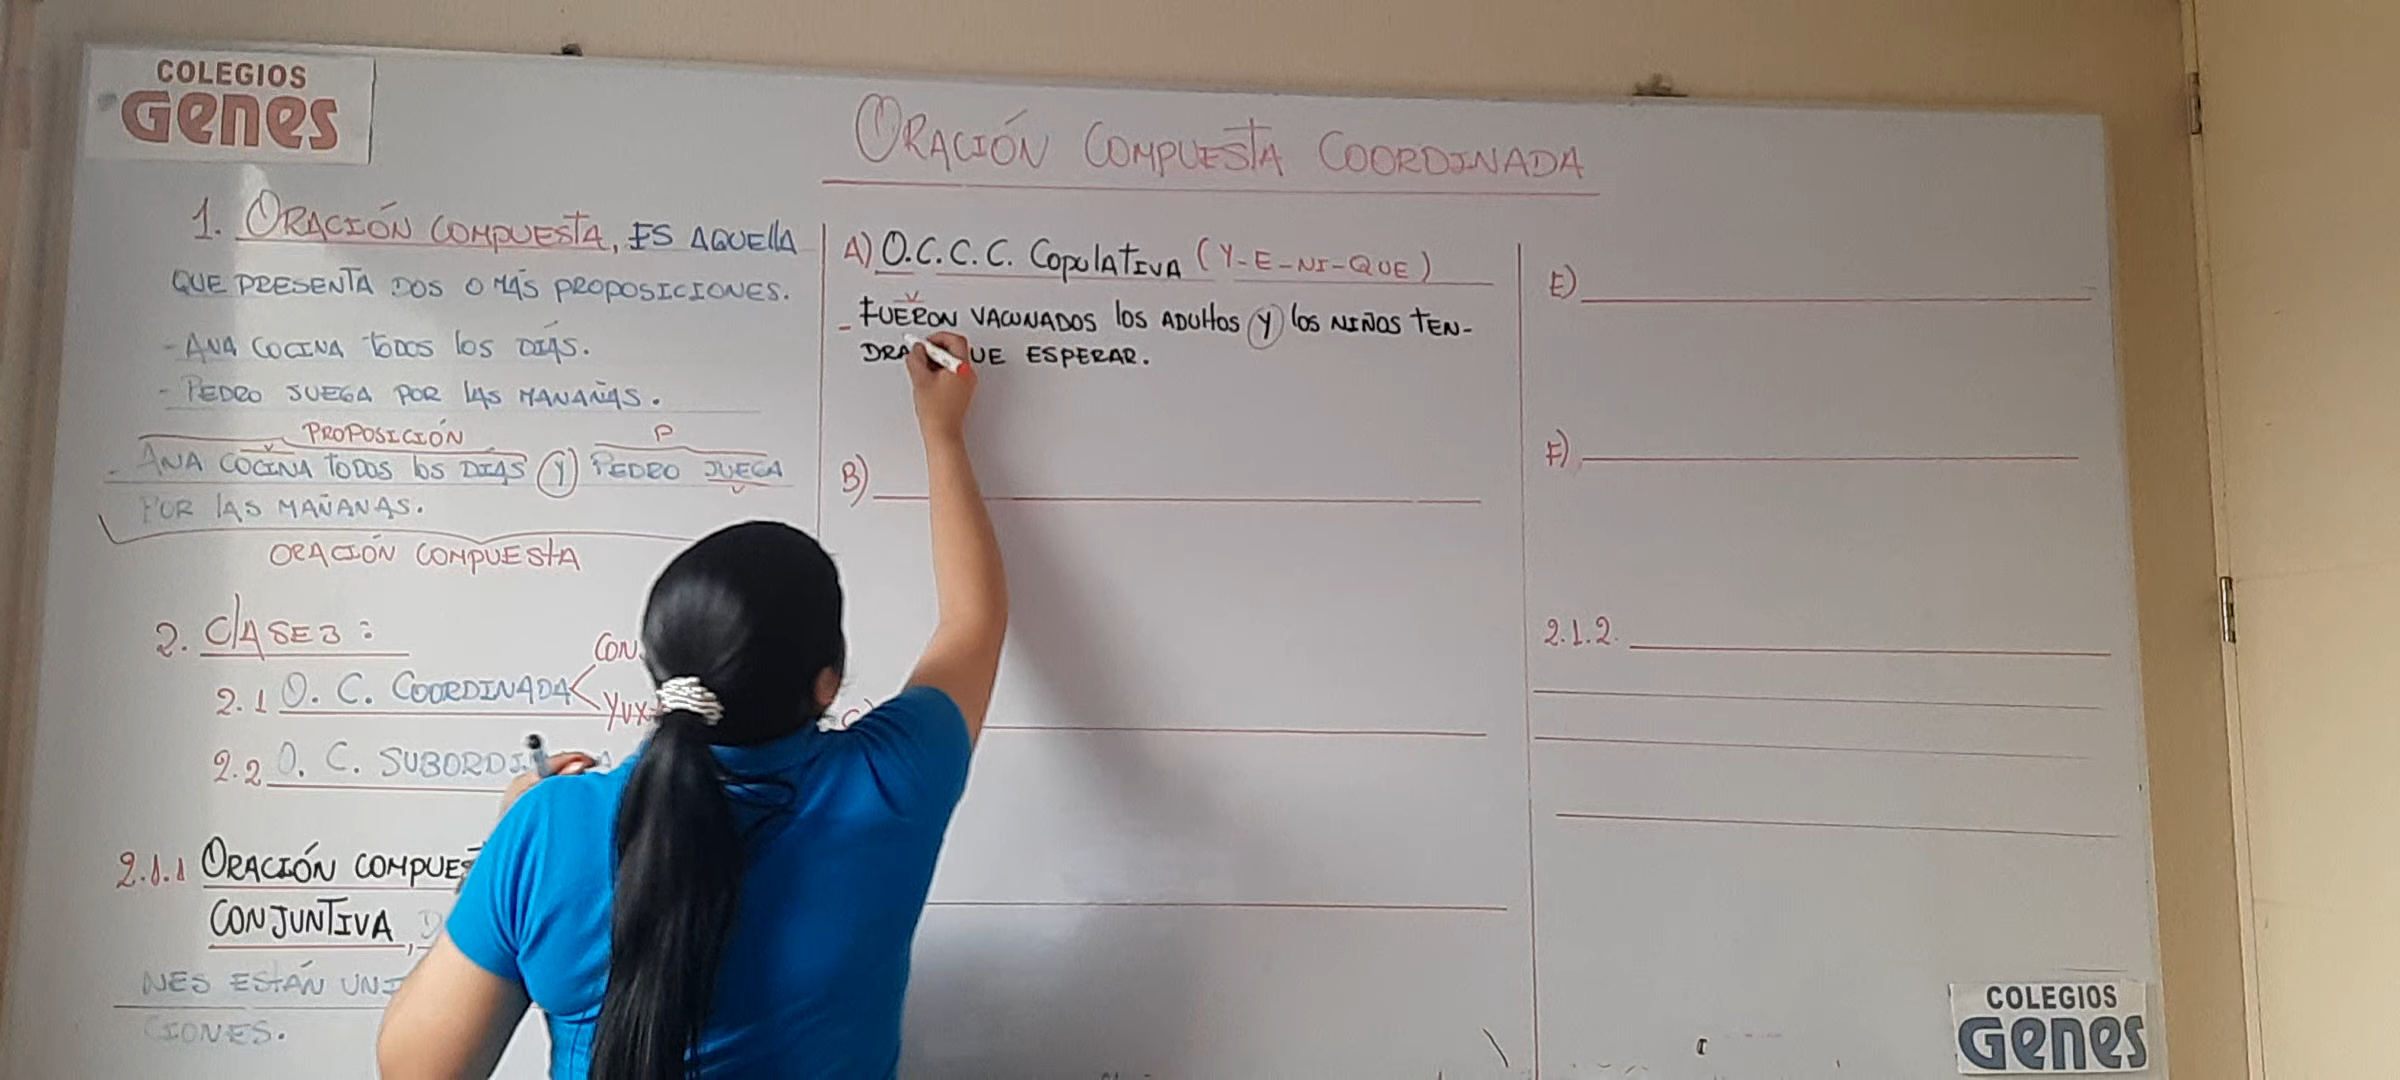 COLEGIOS
Genes
ORACIÓN COMPUESTA COORDINADA
1. ORACIÓN COMPUESTA, ES AQUELLA
QUE PRESENTA DOS O MÁS PROPOSICIONES.
- ANA COCINA TODOS LOS DÍAS.
- PEDRO JUEGA POR LAS MANAÑAS.
PROPOSICIÓN P
V
- ANA COCINA TODOS LOS DÍAS Y PEDRO JUEGA
V
POR LAS MAÑANAS.
ORACIÓN COMPUESTA
2. CLASES :
CON.
2.1 O. C. COORDINADA
YUX
2.2 O. C.
2.1.1 ORACIÓN
CONJUNTIVA,
NES ESTÁN
CIONES.
A) O.C.C.C. COPULATIVA (Y-E-NI-QUE)
V
- FUERON VACUNADOS LOS ADULTOS Y LOS NIÑOS TEN-
ESPERAR.
B)
C)
E)
F)
2.1.2.
COLEGIOS
Genes